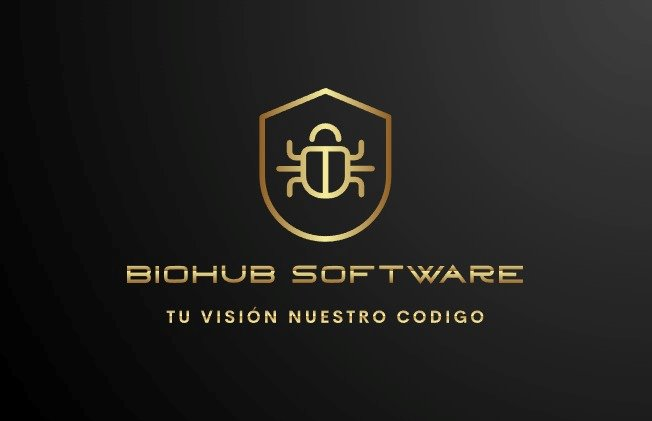 BIOHUB SOFTWARE
TU VISIÓN NUESTRO CODIGO